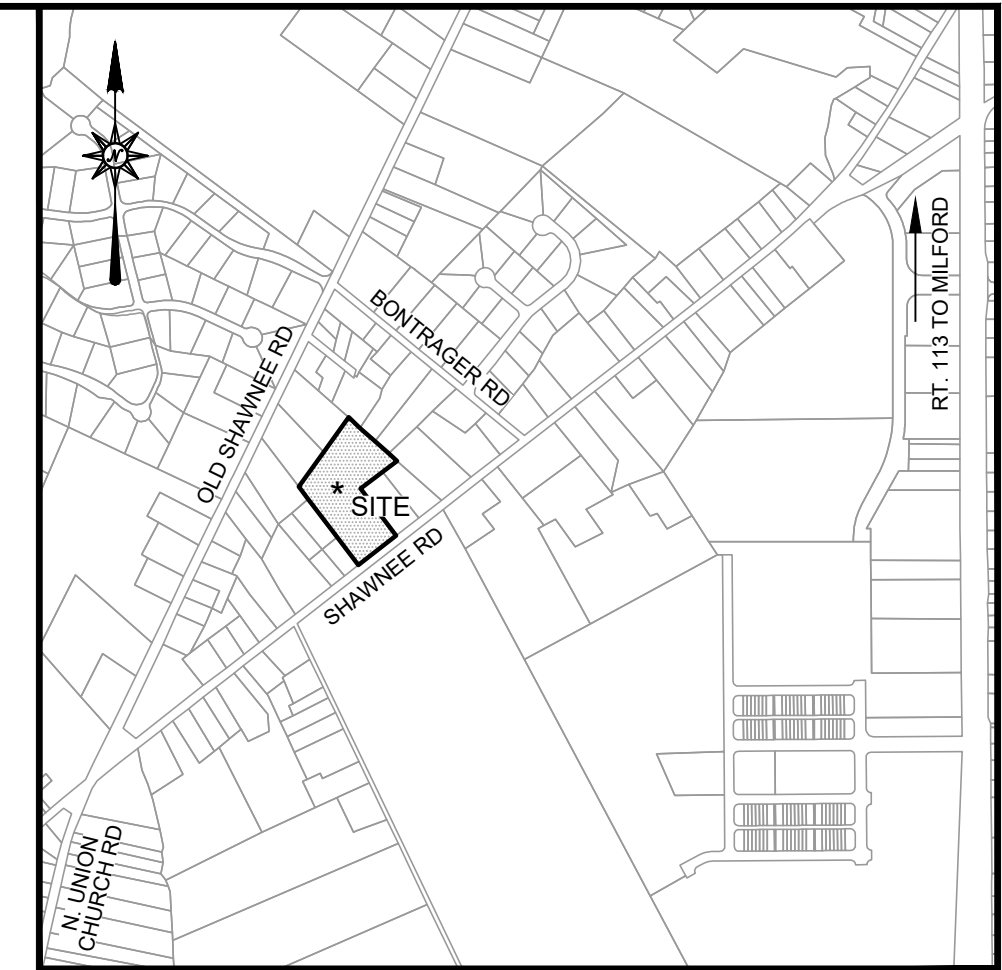 N
BONTRAGER RD
RT. 113 TO MILFORD
OLD SHAWNEE RD
* SITE
SHAWNEE RD
N. UNION
CHURCH RD